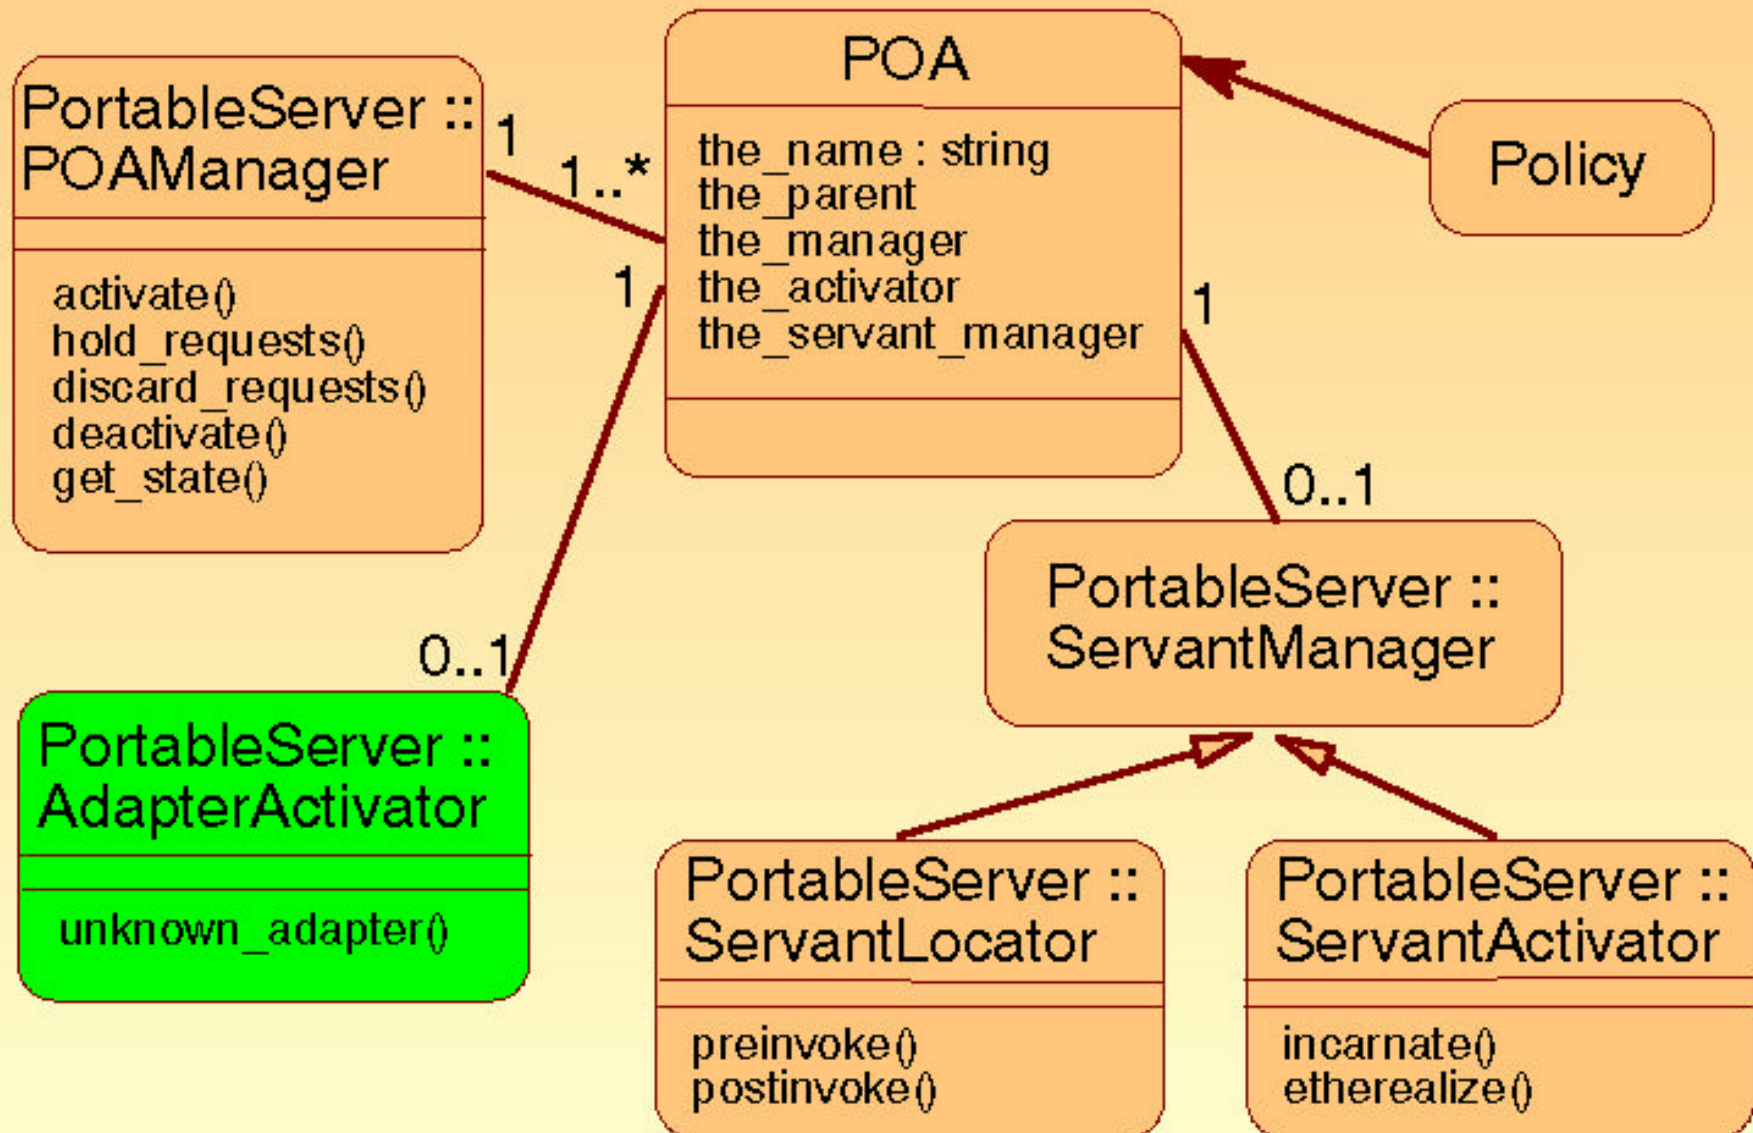 PortableServer ::
POAManager
activate()
hold_requests()
discard_requests()
deactivate()
get_state()
1
1..*
POA
the_name : string
the_parent
the_manager
the_activator
the_servant_manager
Policy
1
0..1
1
0..1
PortableServer ::
AdapterActivator
unknown_adapter()
PortableServer ::
ServantManager
PortableServer ::
ServantLocator
preinvoke()
postinvoke()
PortableServer ::
ServantActivator
incarnate()
etherealize()